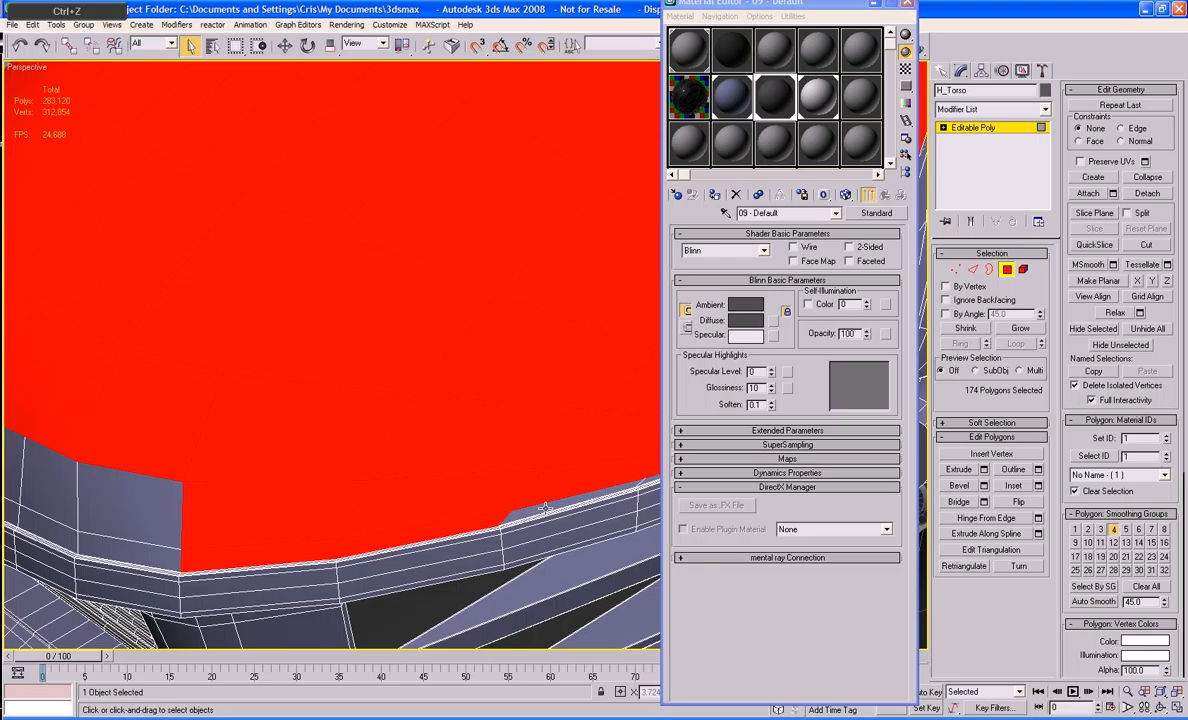 Ctrl+Z
Project Folder: C:\Documents and Settings\Cris\My Documents\3dsmax - Autodesk 3ds Max 2008 - Not for Resale
Display : Direct 3D
Material Editor - 09 - Default
File Edit Tools Group Views Create Modifiers Animation Graph Editors Rendering Customize MAXScript Help
Material Navigation Options Utilities
All
View
Perspective
Total
Polys: 283,120
Verts: 312,854
FPS: 24.688
09 - Default
Standard
Shader Basic Parameters
Blinn
Wire
2-Sided
Face Map
Faceted
Blinn Basic Parameters
Self-Illumination
Ambient:
Color 0
Diffuse:
Specular:
Opacity: 100
Specular Highlights
Specular Level: 0
Glossiness: 10
Soften: 0.1
Extended Parameters
SuperSampling
Maps
Dynamics Properties
DirectX Manager
Save as .FX File
Enable Plugin Material
None
mental ray Connection
H_Torso
Modifier List
Editable Poly
Selection
By Vertex
Ignore Backfacing
By Angle: 45.0
Shrink
Grow
Ring
Loop
Preview Selection
Off
SubObj
Multi
174 Polygons Selected
Soft Selection
Edit Polygons
Insert Vertex
Extrude
Outline
Bevel
Inset
Bridge
Flip
Hinge From Edge
Extrude Along Spline
Edit Triangulation
Retriangulate
Turn
Edit Geometry
Repeat Last
Constraints
None
Edge
Face
Normal
Preserve UVs
Create
Collapse
Attach
Detach
Slice Plane
Split
Slice
Reset Plane
QuickSlice
Cut
MSmooth
Tessellate
Make Planar
X Y Z
View Align
Grid Align
Relax
Hide Selected
Unhide All
Hide Unselected
Named Selections:
Copy
Paste
Delete Isolated Vertices
Full Interactivity
Polygon: Material IDs
Set ID: 1
Select ID 1
No Name - ( 1 )
Clear Selection
Polygon: Smoothing Groups
1 2 3 4 5 6 7 8
9 10 11 12 13 14 15 16
17 18 19 20 21 22 23 24
25 26 27 28 29 30 31 32
Select By SG
Clear All
Auto Smooth
45.0
Polygon: Vertex Colors
Color:
Illumination:
Alpha: 100.0
0 / 100
0 5 10 15 20 25 30 35 40 45 50 55 60 65 70
1 Object Selected
X: 3.724
Click or click-and-drag to select objects
Add Time Tag
Auto Key
Selected
Set Key
Key Filters...
0